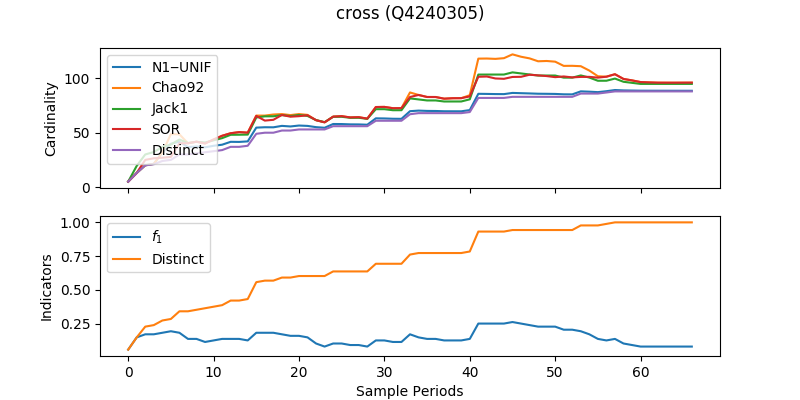 cross (Q4240305)
Cardinality
100
50
0
N1−UNIF
Chao92
Jack1
SOR
Distinct
Indicators
1.00
0.75
0.50
0.25
f1
Distinct
0 10 20 30 40 50 60
Sample Periods